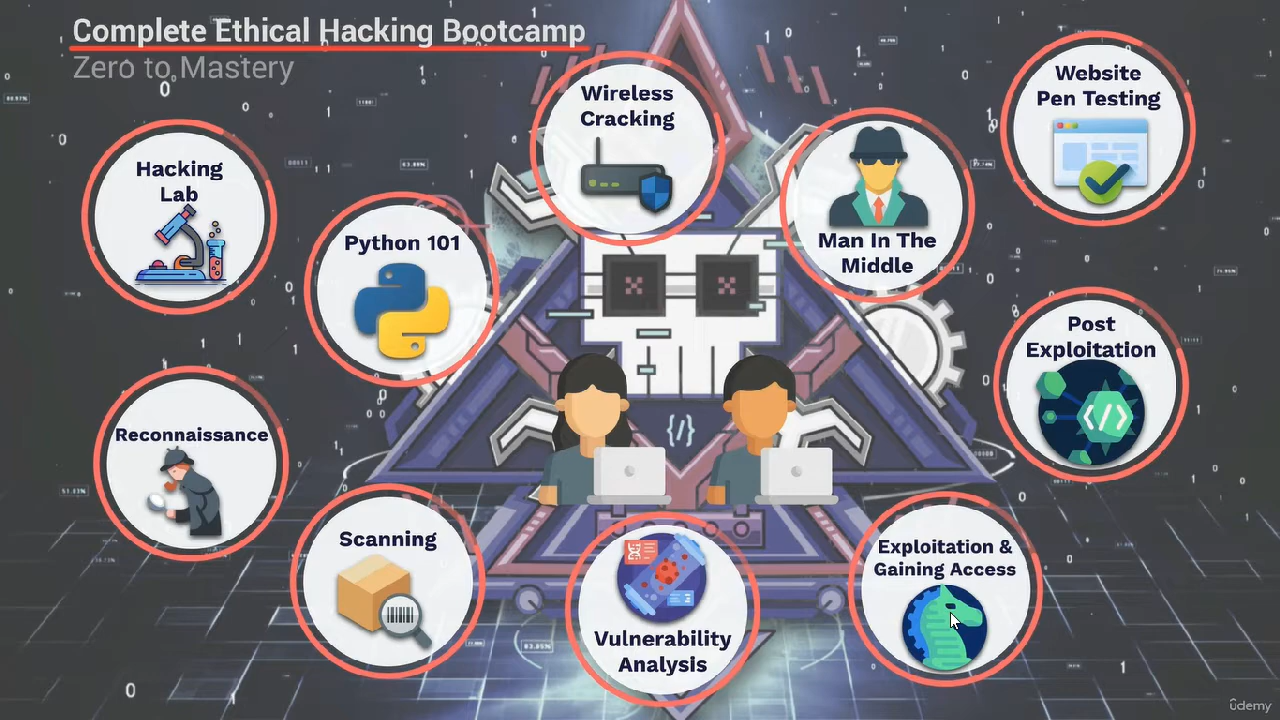 Complete Ethical Hacking Bootcamp
Zero to Mastery
Hacking
Lab
Python 101
Wireless
Cracking
Man In The
Middle
Website
Pen Testing
Reconnaissance
Scanning
Vulnerability
Analysis
Exploitation &
Gaining Access
Post
Exploitation
</>
{/}
ûdemy